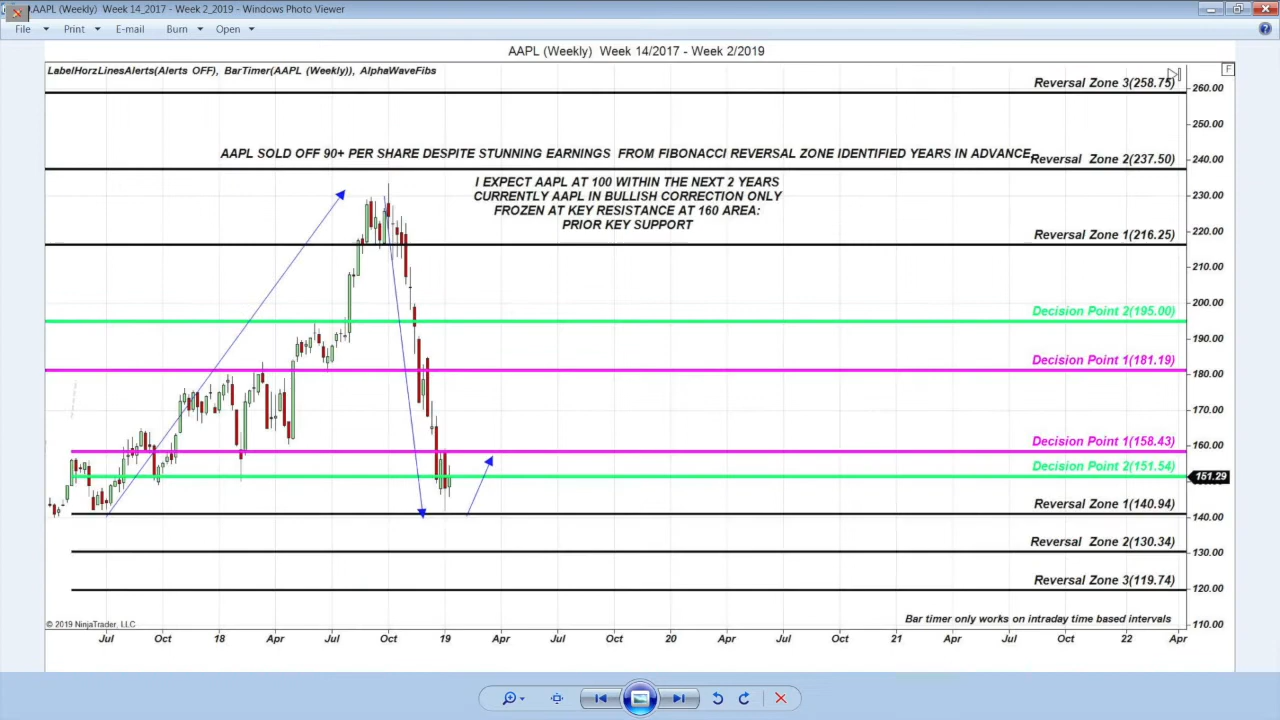 AAPL (Weekly)  Week 14_2017 - Week 2_2019 - Windows Photo Viewer
File Print E-mail Burn Open
AAPL (Weekly)  Week 14/2017 - Week 2/2019
LabelHorzLinesAlerts(Alerts OFF), BarTimer(AAPL (Weekly)), AlphaWaveFibs
F
Reversal Zone 3(258.75)
260.00
250.00
AAPL SOLD OFF 90+ PER SHARE DESPITE STUNNING EARNINGS  FROM FIBONACCI REVERSAL ZONE IDENTIFIED YEARS IN ADVANCE
Reversal  Zone 2(237.50)
240.00
I EXPECT AAPL AT 100 WITHIN THE NEXT 2 YEARS
CURRENTLY AAPL IN BULLISH CORRECTION ONLY
230.00
FROZEN AT KEY RESISTANCE AT 160 AREA:
PRIOR KEY SUPPORT
220.00
Reversal  Zone 1(216.25)
210.00
200.00
Decision Point 2(195.00)
190.00
Decision Point 1(181.19)
180.00
170.00
Decision Point 1(158.43)
160.00
Decision Point 2(151.54)
151.29
Reversal  Zone 1(140.94)
140.00
Reversal  Zone 2(130.34)
130.00
Reversal  Zone 3(119.74)
120.00
110.00
© 2019 NinjaTrader, LLC
Bar timer only works on intraday time based intervals
Jul Oct 18 Apr Jul Oct 19 Apr Jul Oct 20 Apr Jul Oct 21 Apr Jul Oct 22 Apr